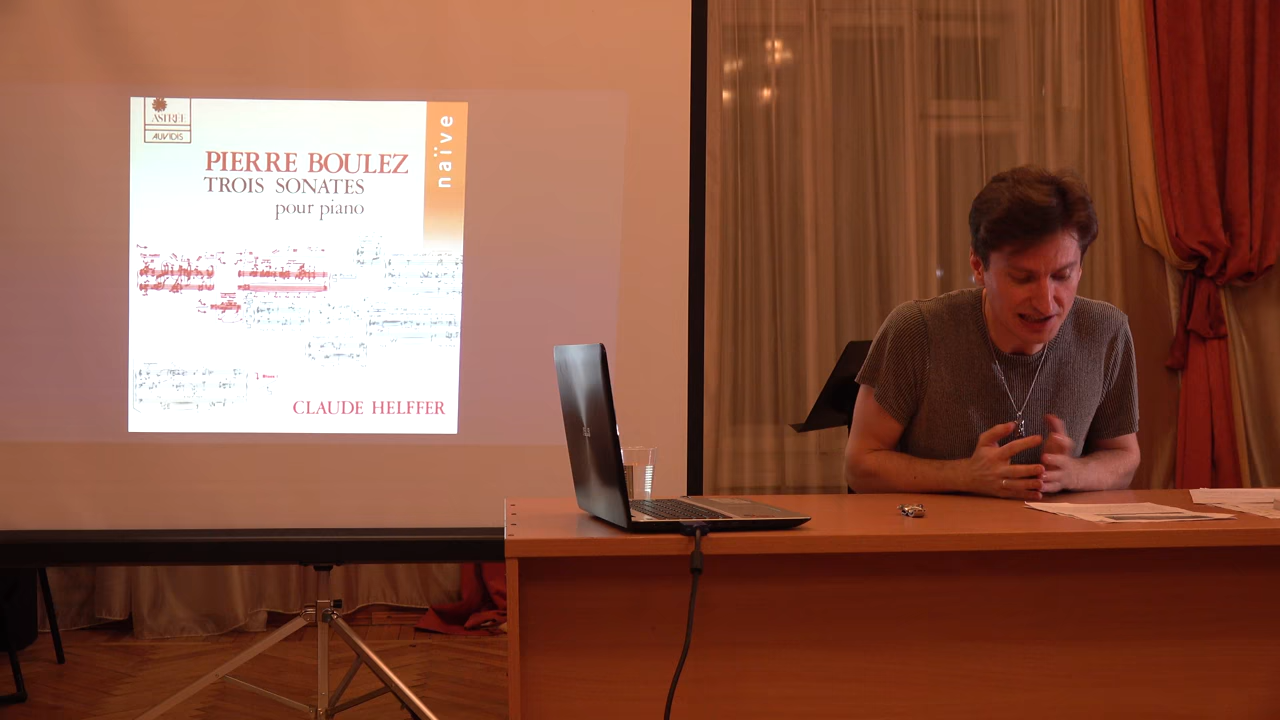 ASTRÉE
AUVIDIS
naïve
PIERRE BOULEZ
TROIS SONATES
pour piano
CLAUDE HELFFER